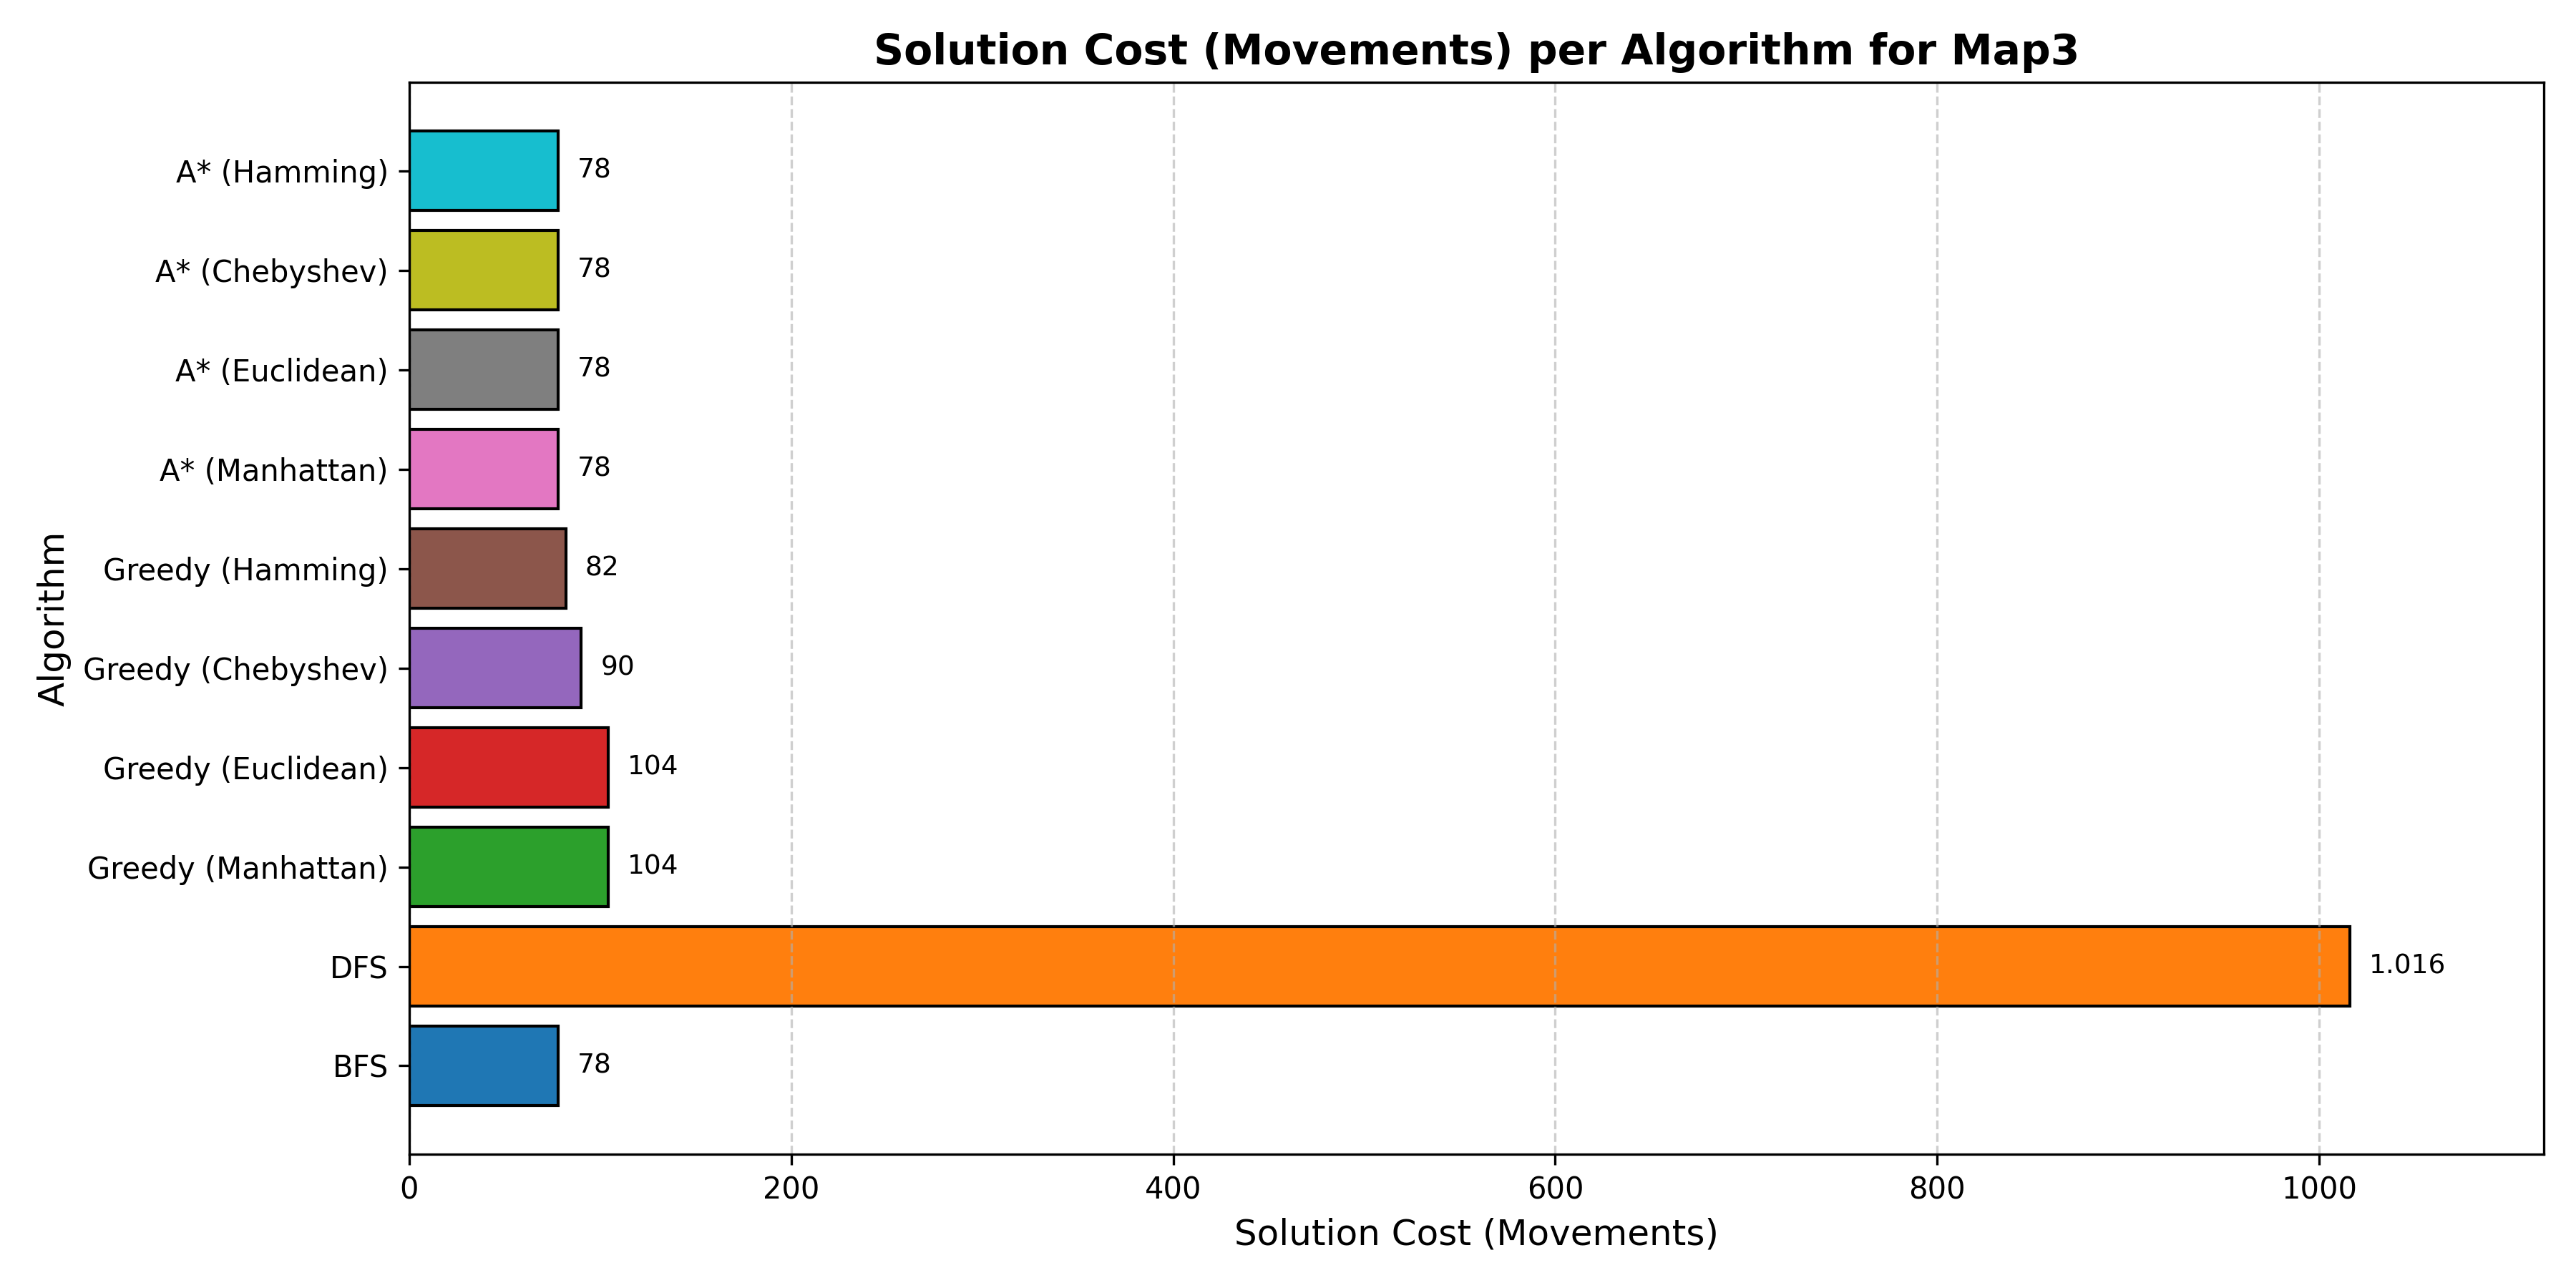 Solution Cost (Movements) per Algorithm for Map3
Algorithm
A* (Hamming) 78
A* (Chebyshev) 78
A* (Euclidean) 78
A* (Manhattan) 78
Greedy (Hamming) 82
Greedy (Chebyshev) 90
Greedy (Euclidean) 104
Greedy (Manhattan) 104
DFS 1.016
BFS 78
0 200 400 600 800 1000
Solution Cost (Movements)